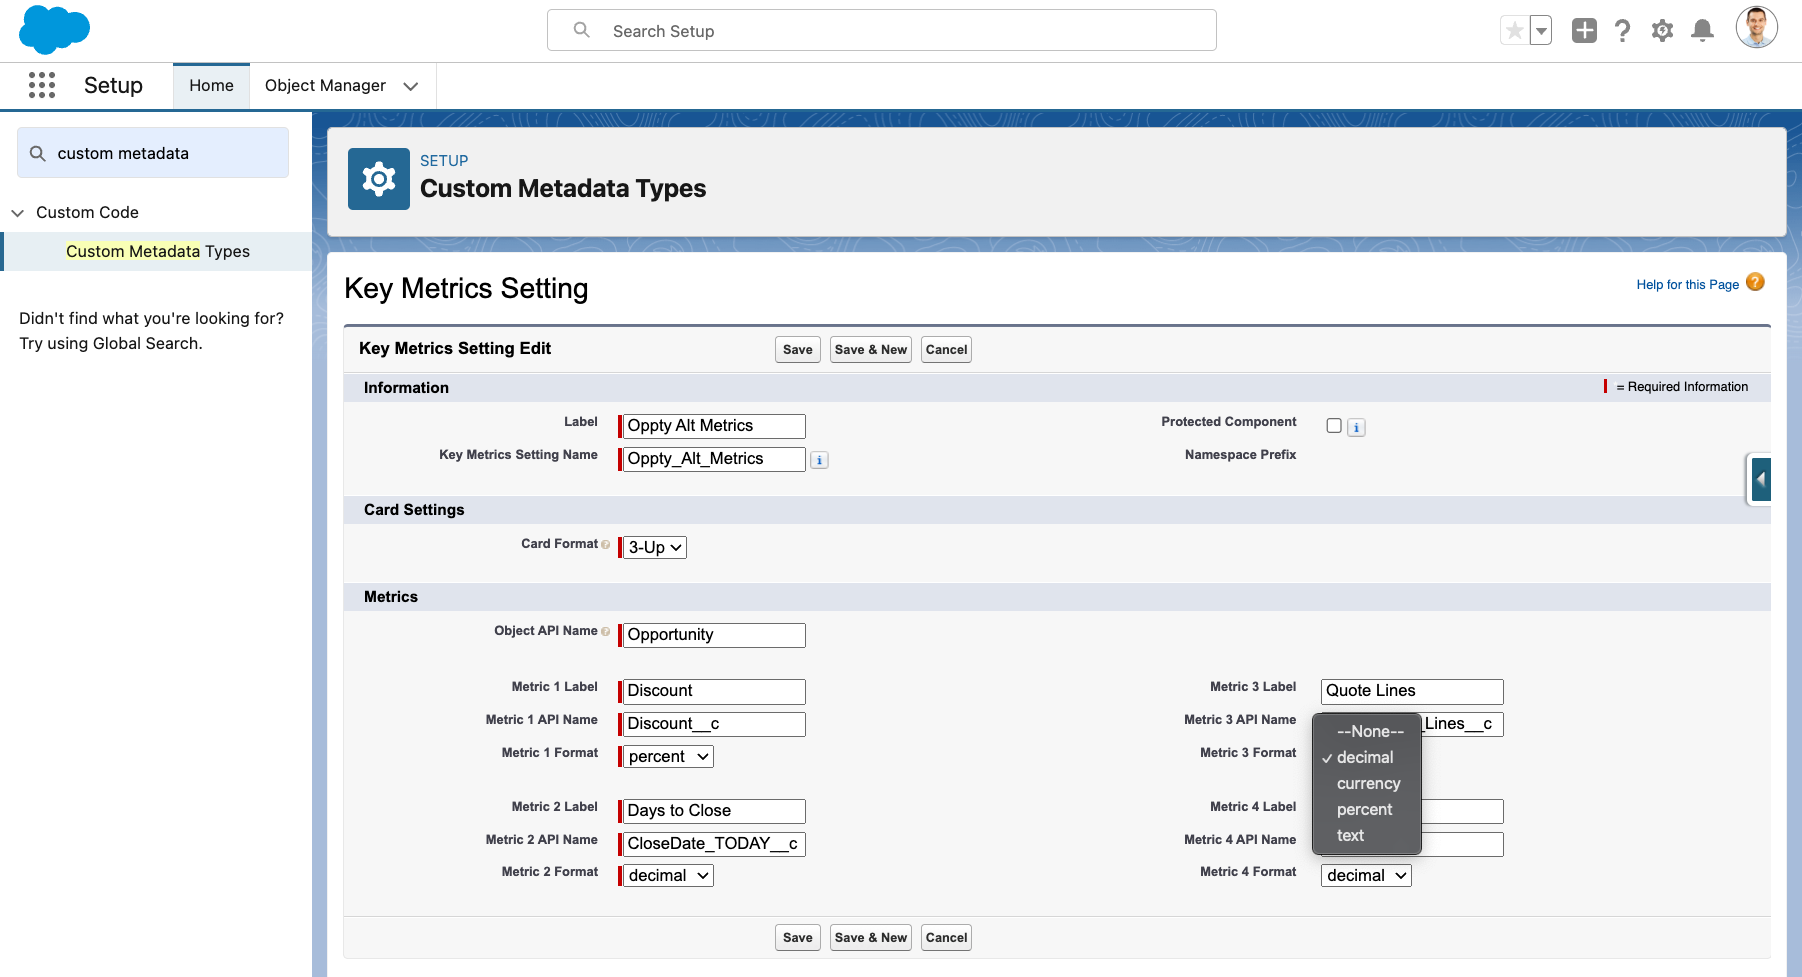 Search Setup
Setup
Home
Object Manager
custom metadata
Custom Code
Custom Metadata Types
Didn't find what you're looking for?
Try using Global Search.
SETUP
Custom Metadata Types
Key Metrics Setting
Help for this Page ?
Key Metrics Setting Edit
Save
Save & New
Cancel
Information
= Required Information
Label
Oppty Alt Metrics
Protected Component
i
Key Metrics Setting Name
Oppty_Alt_Metrics
i
Namespace Prefix
Card Settings
Card Format ?
3-Up
Metrics
Object API Name ?
Opportunity
Metric 1 Label
Discount
Metric 3 Label
Quote Lines
Metric 1 API Name
Discount__c
Metric 3 API Name
_Lines__c
Metric 1 Format
percent
Metric 3 Format
--None--
decimal
currency
percent
text
Metric 2 Label
Days to Close
Metric 4 Label
Metric 2 API Name
CloseDate_TODAY__c
Metric 4 API Name
Metric 2 Format
decimal
Metric 4 Format
decimal
Save
Save & New
Cancel